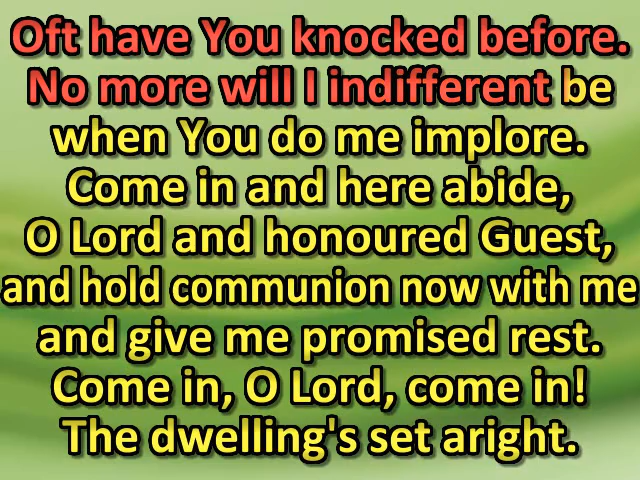 Oft have You knocked before.
No more will I indifferent be
when You do me implore.
Come in and here abide,
O Lord and honoured Guest,
and hold communion now with me
and give me promised rest.
Come in, O Lord, come in!
The dwelling's set aright.